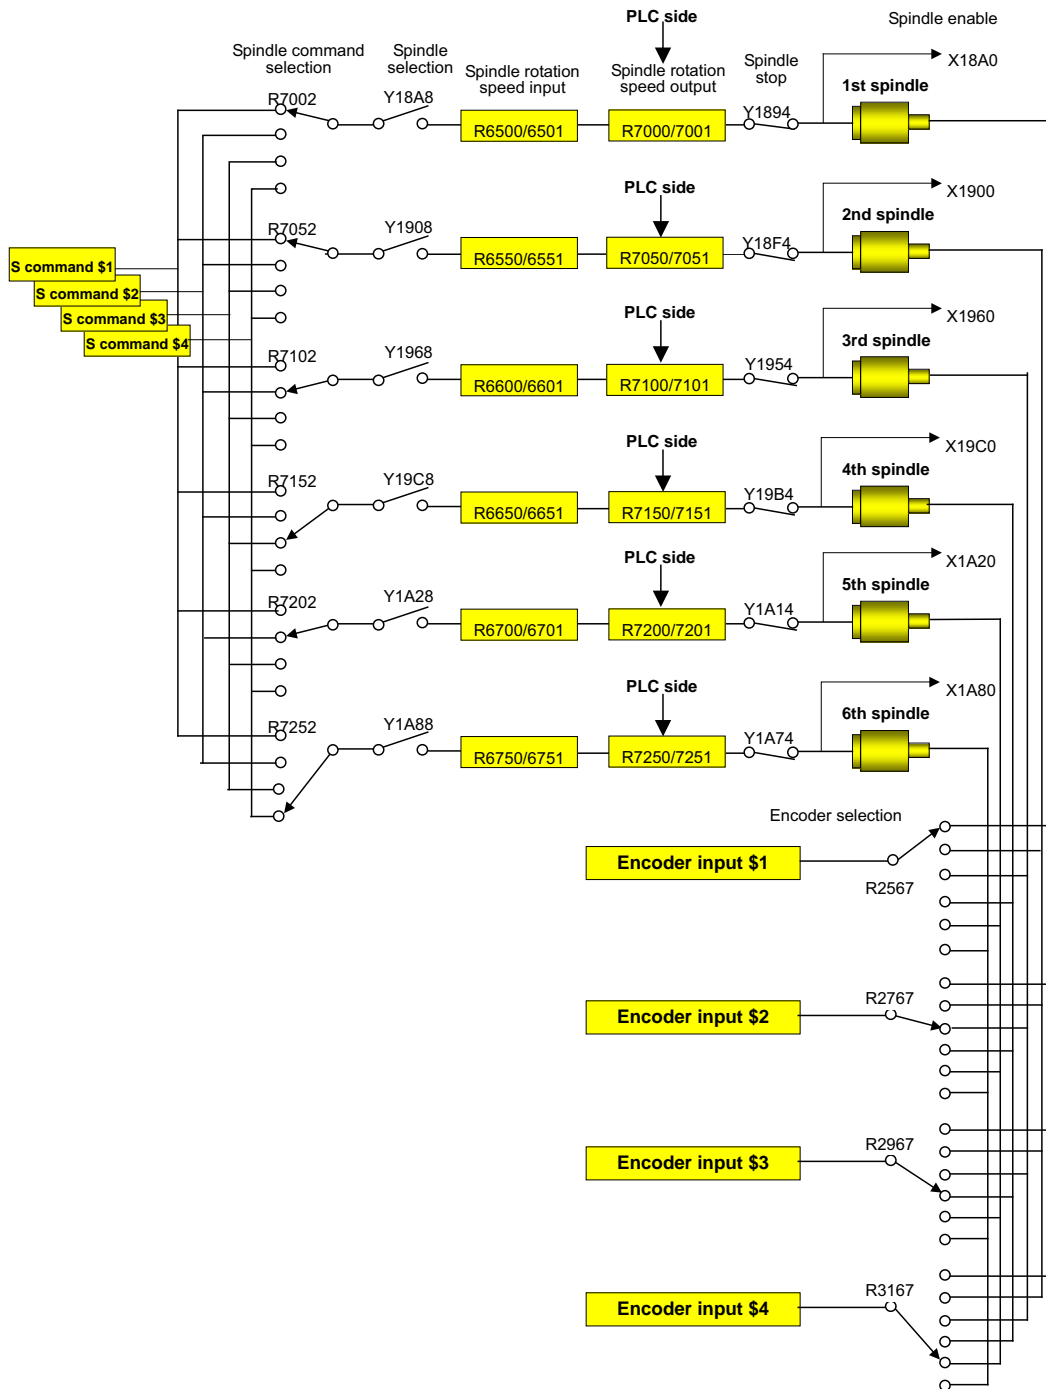 PLC side
Spindle enable
Spindle command
selection
Spindle
selection
Spindle rotation
speed input
Spindle rotation
speed output
Spindle
stop
X18A0
R7002
Y18A8
R6500/6501
R7000/7001
Y1894
1st spindle
PLC side
X1900
R7052
Y1908
R6550/6551
R7050/7051
Y18F4
2nd spindle
S command $1
S command $2
S command $3
S command $4
PLC side
X1960
R7102
Y1968
R6600/6601
R7100/7101
Y1954
3rd spindle
PLC side
X19C0
R7152
Y19C8
R6650/6651
R7150/7151
Y19B4
4th spindle
PLC side
X1A20
R7202
Y1A28
R6700/6701
R7200/7201
Y1A14
5th spindle
PLC side
X1A80
R7252
Y1A88
R6750/6751
R7250/7251
Y1A74
6th spindle
Encoder selection
Encoder input $1
R2567
Encoder input $2
R2767
Encoder input $3
R2967
Encoder input $4
R3167